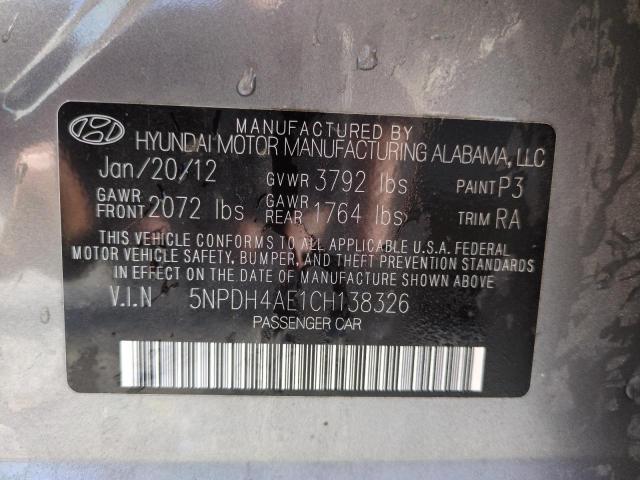 MANUFACTURED BY
HYUNDAI MOTOR MANUFACTURING ALABAMA, LLC
Jan/20/12 GVWR 3792 lbs PAINT P3
GAWR FRONT 2072 lbs GAWR REAR 1764 lbs TRIM RA
THIS VEHICLE CONFORMS TO ALL APPLICABLE U.S.A. FEDERAL
MOTOR VEHICLE SAFETY, BUMPER, AND THEFT PREVENTION STANDARDS
IN EFFECT ON THE DATE OF MANUFACTURE SHOWN ABOVE.
V.I.N 5NPDH4AE1CH138326
PASSENGER CAR